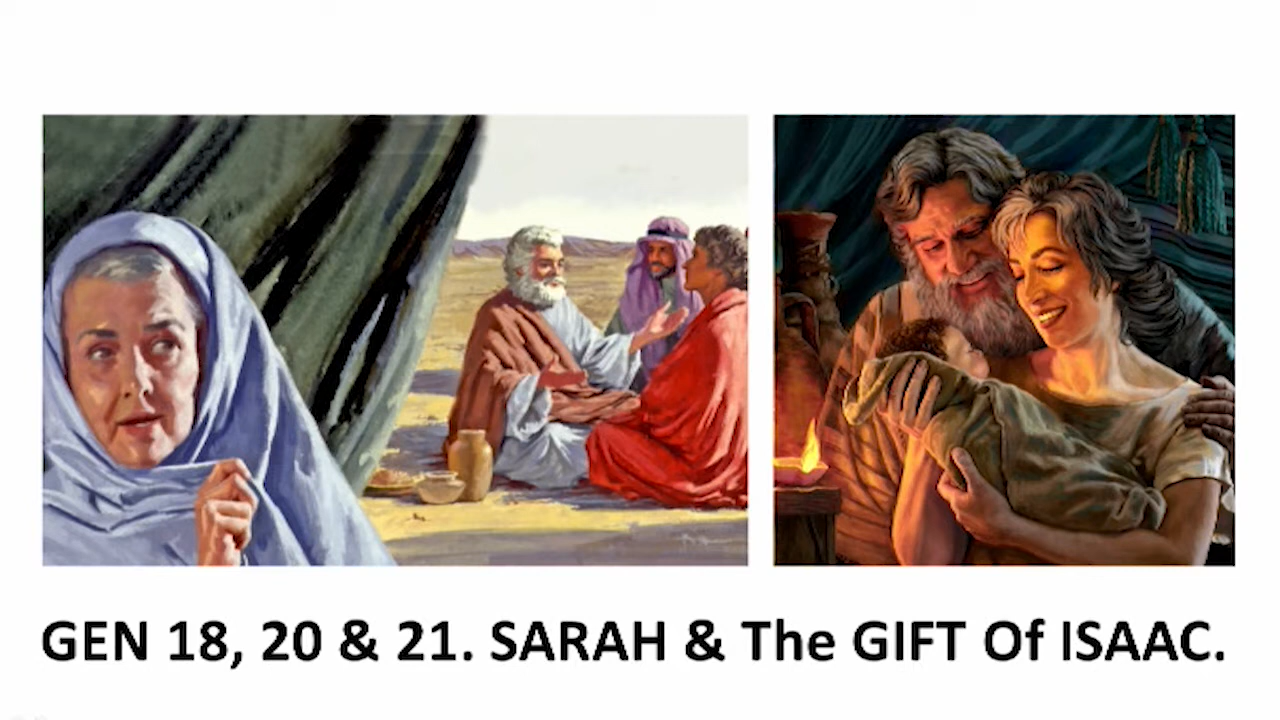 GEN 18, 20 & 21. SARAH & The GIFT Of ISAAC.